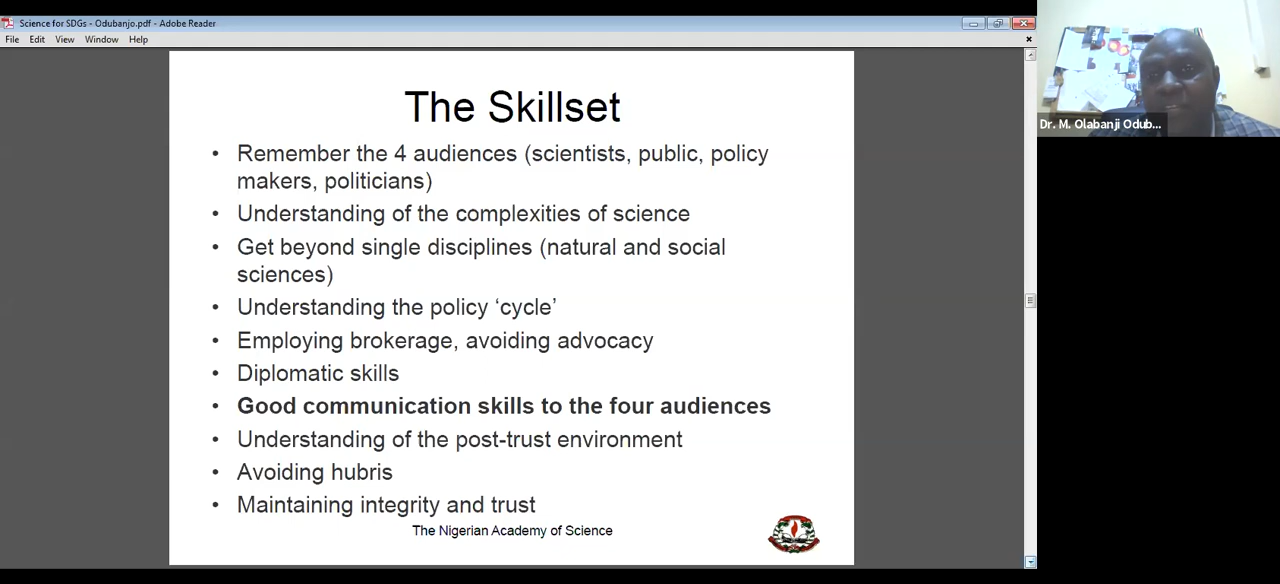 Science for SDGs - Odubanjo.pdf - Adobe Reader
File Edit View Window Help
The Skillset
• Remember the 4 audiences (scientists, public, policy
makers, politicians)
• Understanding of the complexities of science
• Get beyond single disciplines (natural and social
sciences)
• Understanding the policy ‘cycle’
• Employing brokerage, avoiding advocacy
• Diplomatic skills
• Good communication skills to the four audiences
• Understanding of the post-trust environment
• Avoiding hubris
• Maintaining integrity and trust
The Nigerian Academy of Science
Dr. M. Olabanji Odub...